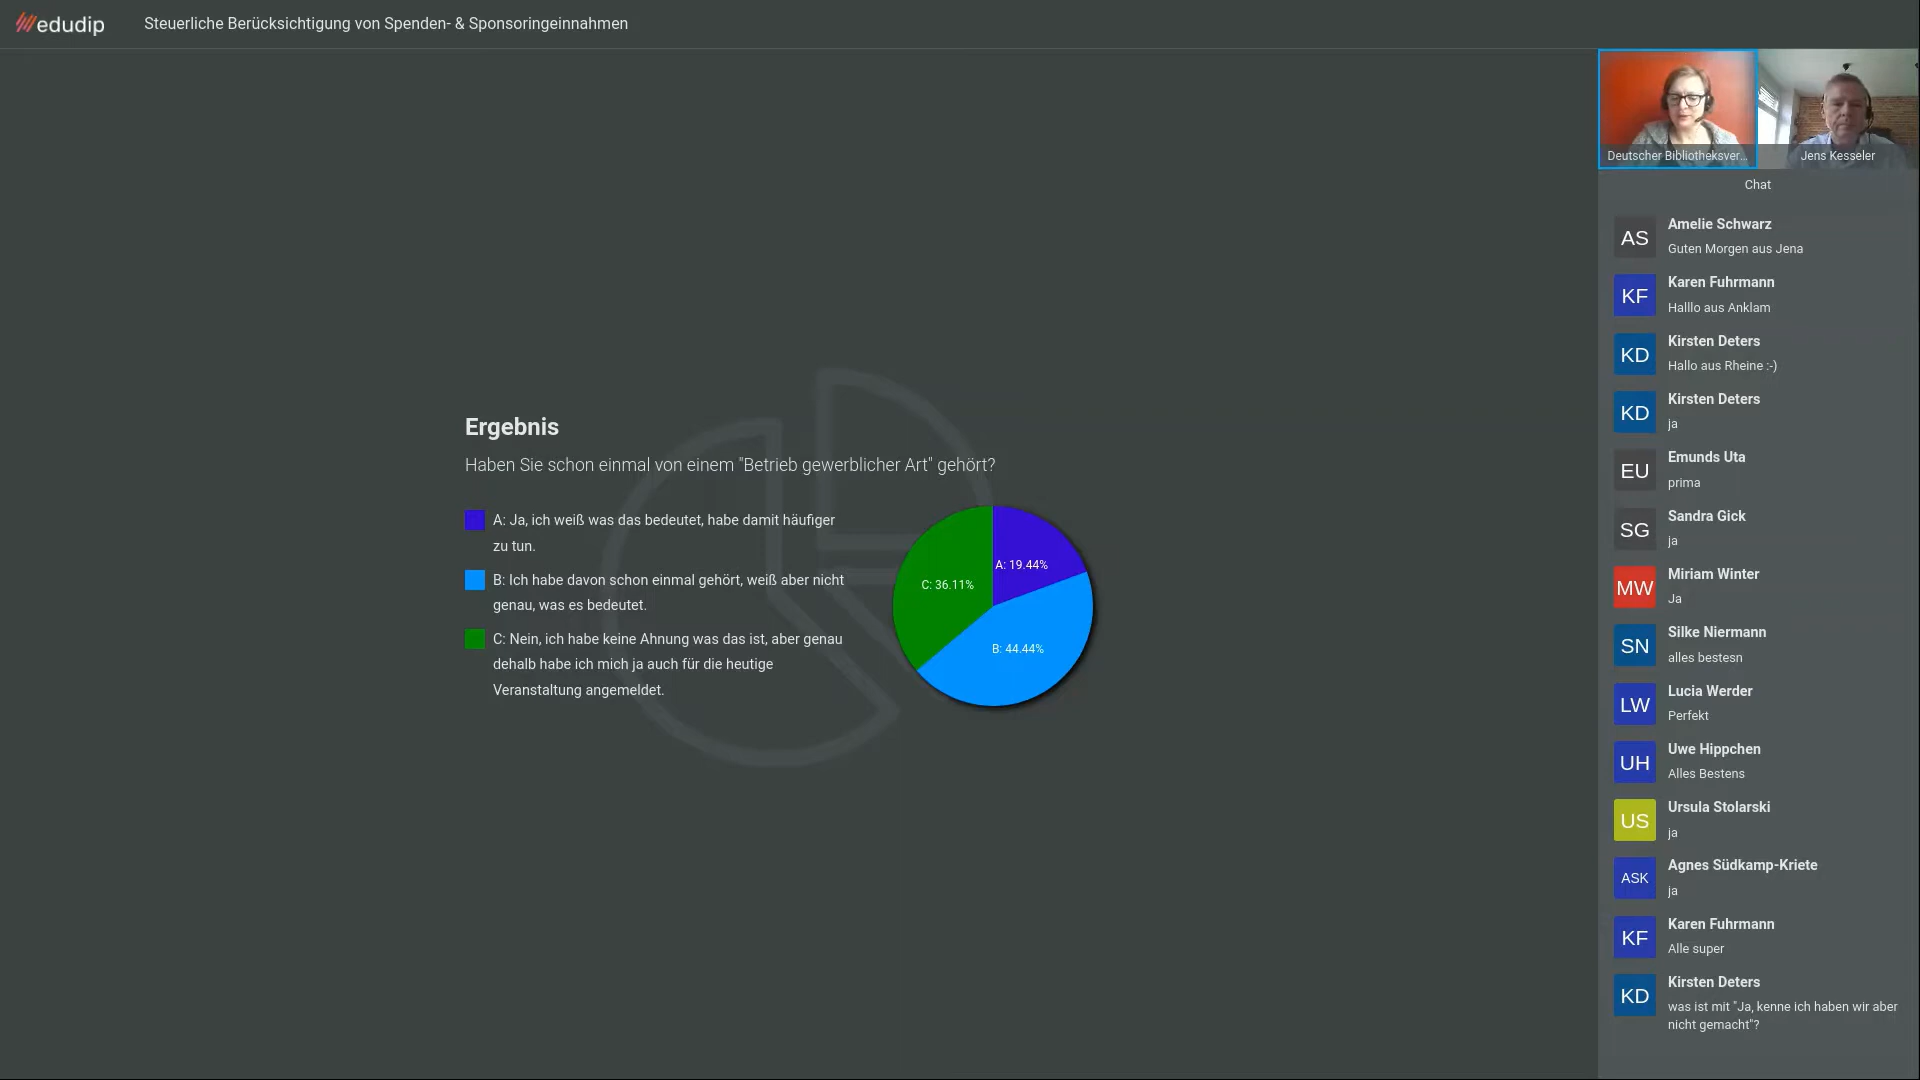 edudip
Steuerliche Berücksichtigung von Spenden- & Sponsoringeinnahmen
Deutscher Bibliotheksver...
Jens Kesseler
Ergebnis
Haben Sie schon einmal von einem "Betrieb gewerblicher Art" gehört?
A: Ja, ich weiß was das bedeutet, habe damit häufiger
zu tun.
B: Ich habe davon schon einmal gehört, weiß aber nicht
genau, was es bedeutet.
C: Nein, ich habe keine Ahnung was das ist, aber genau
dehalb habe ich mich ja auch für die heutige
Veranstaltung angemeldet.
A: 19.44%
C: 36.11%
B: 44.44%
Chat
AS
Amelie Schwarz
Guten Morgen aus Jena
KF
Karen Fuhrmann
Halllo aus Anklam
KD
Kirsten Deters
Hallo aus Rheine :-)
KD
Kirsten Deters
ja
EU
Emunds Uta
prima
SG
Sandra Gick
ja
MW
Miriam Winter
Ja
SN
Silke Niermann
alles bestesn
LW
Lucia Werder
Perfekt
UH
Uwe Hippchen
Alles Bestens
US
Ursula Stolarski
ja
ASK
Agnes Südkamp-Kriete
ja
KF
Karen Fuhrmann
Alle super
KD
Kirsten Deters
was ist mit "Ja, kenne ich haben wir aber
nicht gemacht"?